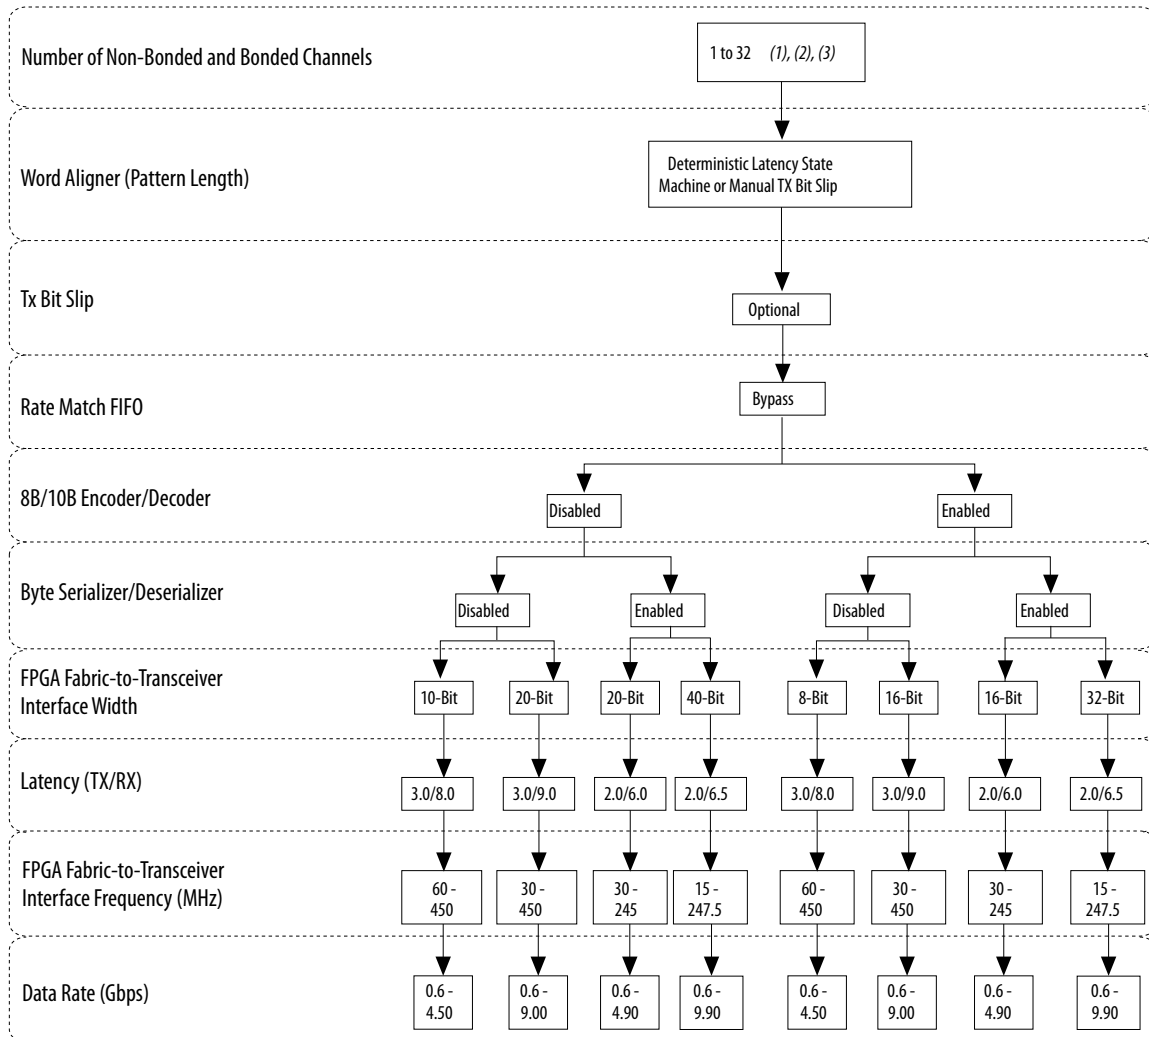 Number of Non-Bonded and Bonded Channels
1 to 32 (1), (2), (3)
Word Aligner (Pattern Length)
Deterministic Latency State
Machine or Manual TX Bit Slip
Tx Bit Slip
Optional
Rate Match FIFO
Bypass
8B/10B Encoder/Decoder
Disabled
Enabled
Byte Serializer/Deserializer
Disabled
Enabled
Disabled
Enabled
FPGA Fabric-to-Transceiver
Interface Width
10-Bit
20-Bit
20-Bit
40-Bit
8-Bit
16-Bit
16-Bit
32-Bit
Latency (TX/RX)
3.0/8.0
3.0/9.0
2.0/6.0
2.0/6.5
3.0/8.0
3.0/9.0
2.0/6.0
2.0/6.5
FPGA Fabric-to-Transceiver
Interface Frequency (MHz)
60 -
450
30 -
450
30 -
245
15 -
247.5
60 -
450
30 -
450
30 -
245
15 -
247.5
Data Rate (Gbps)
0.6 -
4.50
0.6 -
9.00
0.6 -
4.90
0.6 -
9.90
0.6 -
4.50
0.6 -
9.00
0.6 -
4.90
0.6 -
9.90